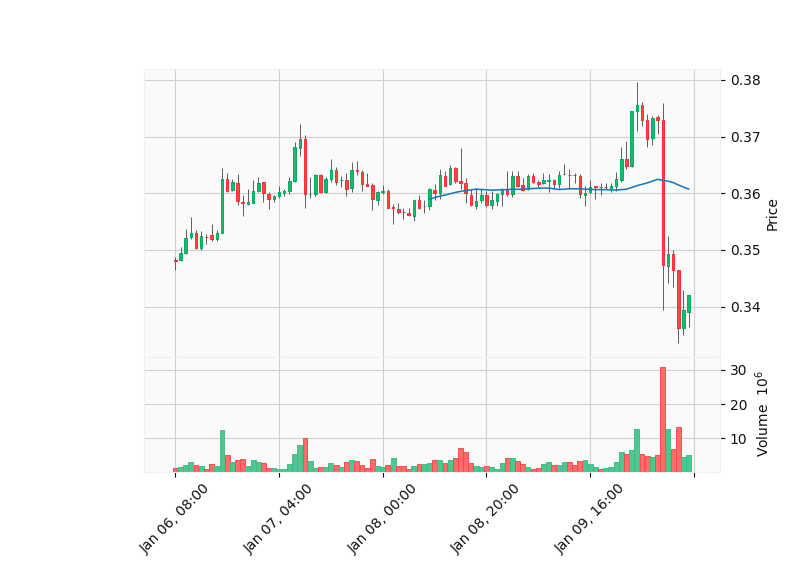 0.38
0.37
0.36
0.35
0.34
Price
30
20
10
Volume 10^6
Jan 06, 08:00
Jan 07, 04:00
Jan 08, 00:00
Jan 08, 20:00
Jan 09, 16:00